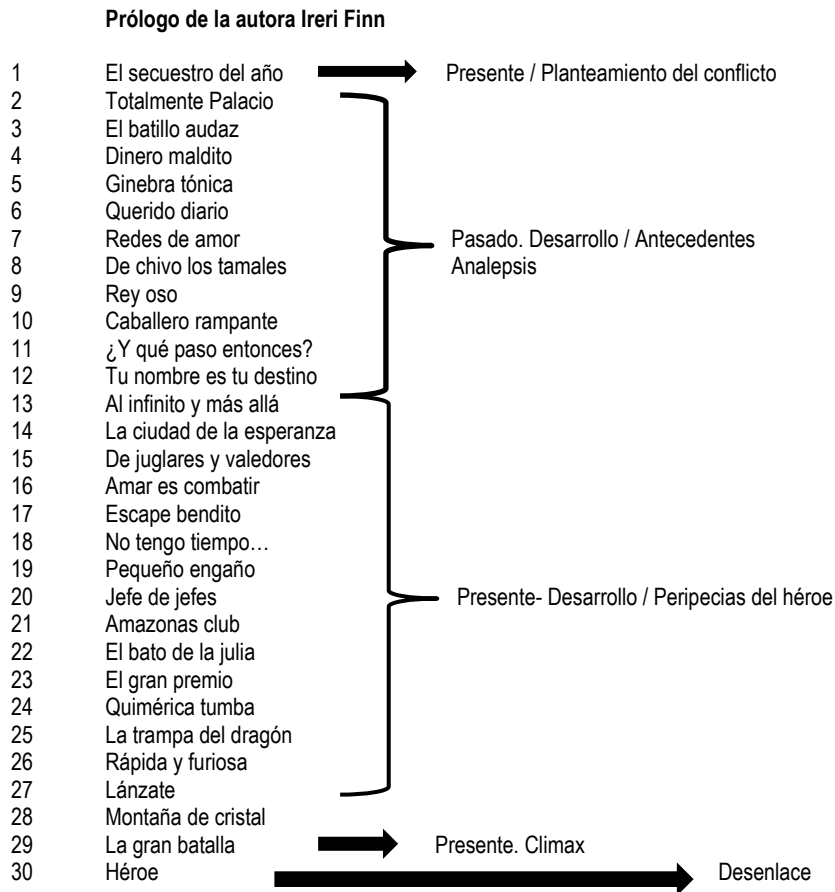 Prólogo de la autora Ireri Finn
1 El secuestro del año Presente / Planteamiento del conflicto
2 Totalmente Palacio
3 El batillo audaz
4 Dinero maldito
5 Ginebra tónica
6 Querido diario
7 Redes de amor Pasado. Desarrollo / Antecedentes
8 De chivo los tamales Analepsis
9 Rey oso
10 Caballero rampante
11 ¿Y qué paso entonces?
12 Tu nombre es tu destino
13 Al infinito y más allá
14 La ciudad de la esperanza
15 De juglares y valedores
16 Amar es combatir
17 Escape bendito
18 No tengo tiempo…
19 Pequeño engaño
20 Jefe de jefes Presente- Desarrollo / Peripecias del héroe
21 Amazonas club
22 El bato de la julia
23 El gran premio
24 Quimérica tumba
25 La trampa del dragón
26 Rápida y furiosa
27 Lánzate
28 Montaña de cristal
29 La gran batalla Presente. Climax
30 Héroe Desenlace